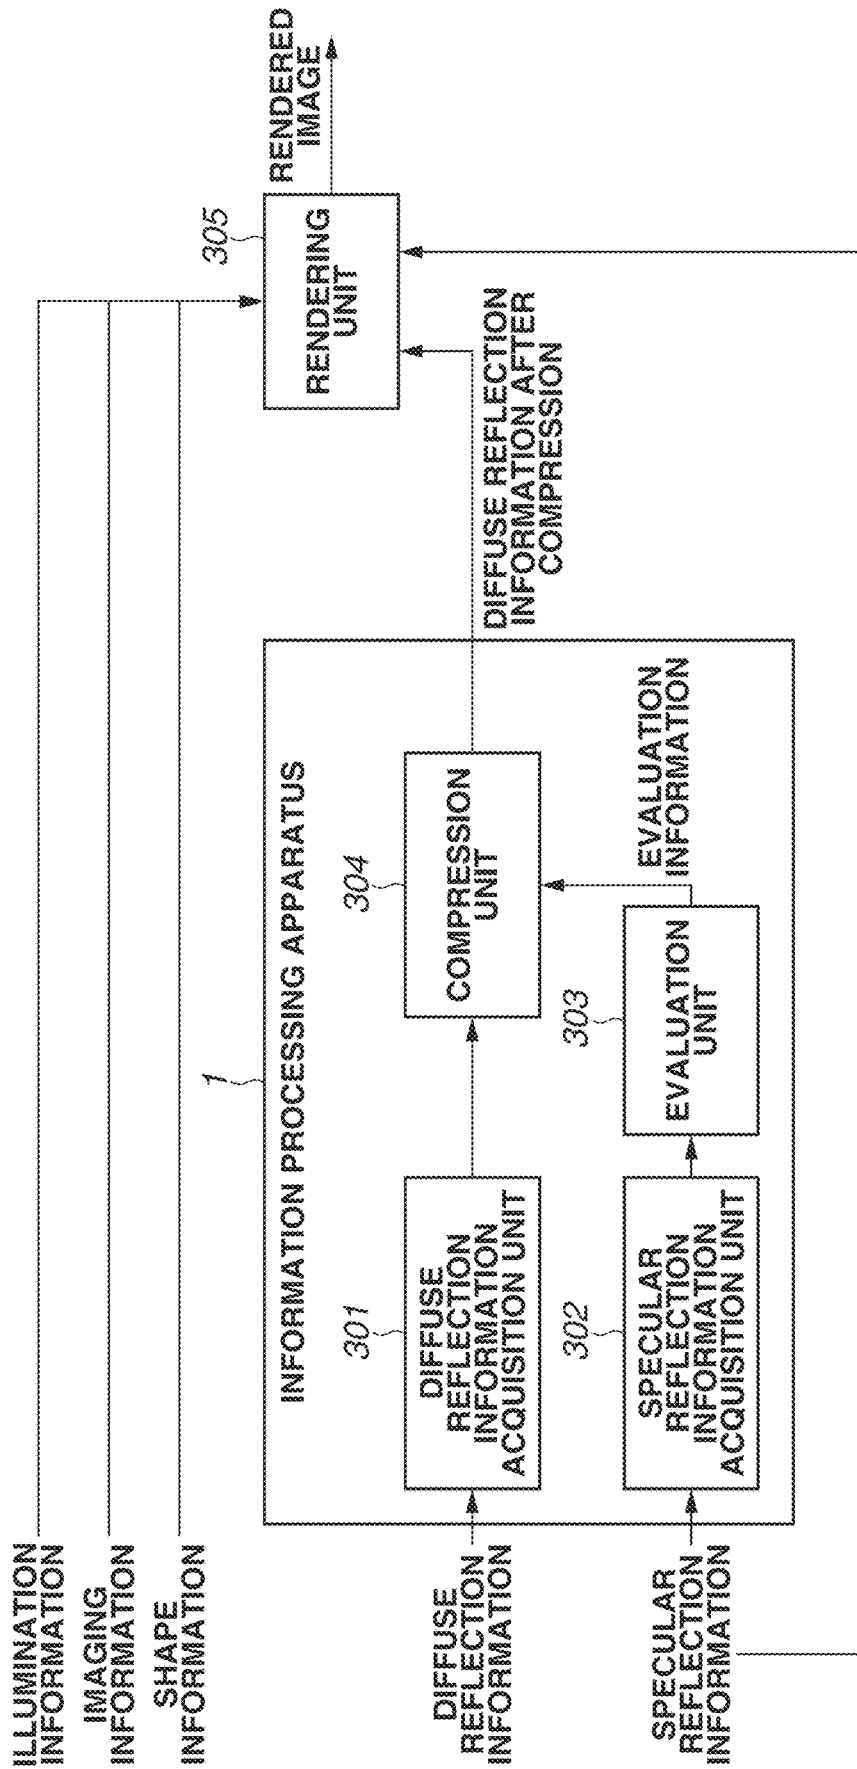 ILLUMINATION
INFORMATION
IMAGING
INFORMATION
SHAPE
INFORMATION
1
INFORMATION PROCESSING APPARATUS
DIFFUSE
REFLECTION
INFORMATION
301
DIFFUSE
REFLECTION
INFORMATION
ACQUISITION UNIT
304
COMPRESSION
UNIT
DIFFUSE REFLECTION
INFORMATION AFTER
COMPRESSION
305
RENDERING
UNIT
RENDERED
IMAGE
SPECULAR
REFLECTION
INFORMATION
302
SPECULAR
REFLECTION
INFORMATION
ACQUISITION UNIT
303
EVALUATION
UNIT
EVALUATION
INFORMATION